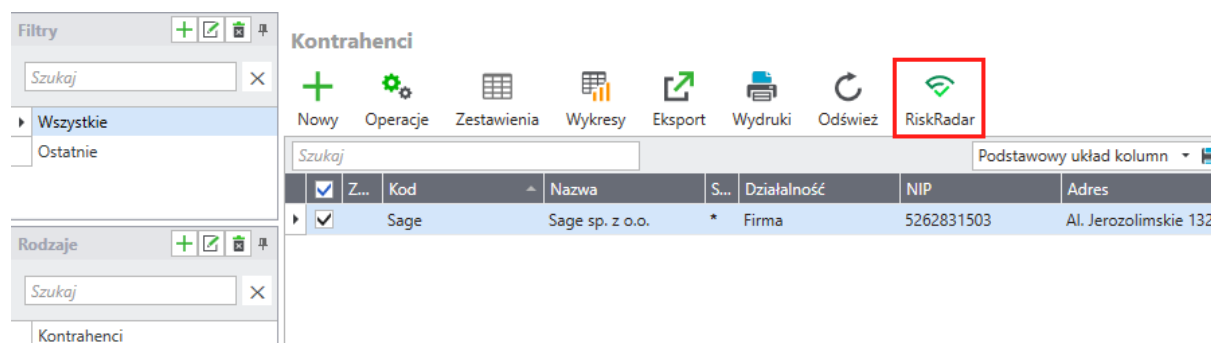 Filtry
Szukaj
Wszystkie
Ostatnie
Rodzaje
Szukaj
Kontrahenci
Kontrahenci
Nowy Operacje Zestawienia Wykresy Eksport Wydruki Odśwież RiskRadar
Szukaj Podstawowy układ kolumn
Z... Kod Nazwa S... Działalność NIP Adres
Sage Sage sp. z o.o. * Firma 5262831503 Al. Jerozolimskie 132